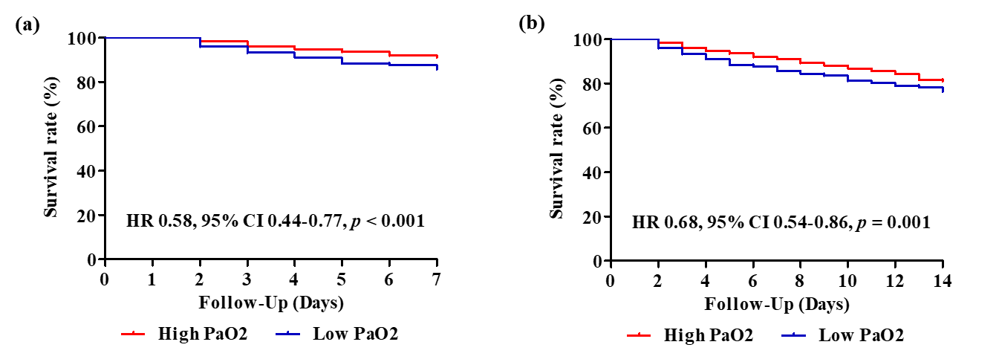 (a)
Survival rate (%)
100
80
60
40
20
0
HR 0.58, 95% CI 0.44-0.77, p < 0.001
0 1 2 3 4 5 6 7
Follow-Up (Days)
High PaO2 Low PaO2
(b)
Survival rate (%)
100
80
60
40
20
0
HR 0.68, 95% CI 0.54-0.86, p = 0.001
0 2 4 6 8 10 12 14
Follow-Up (Days)
High PaO2 Low PaO2